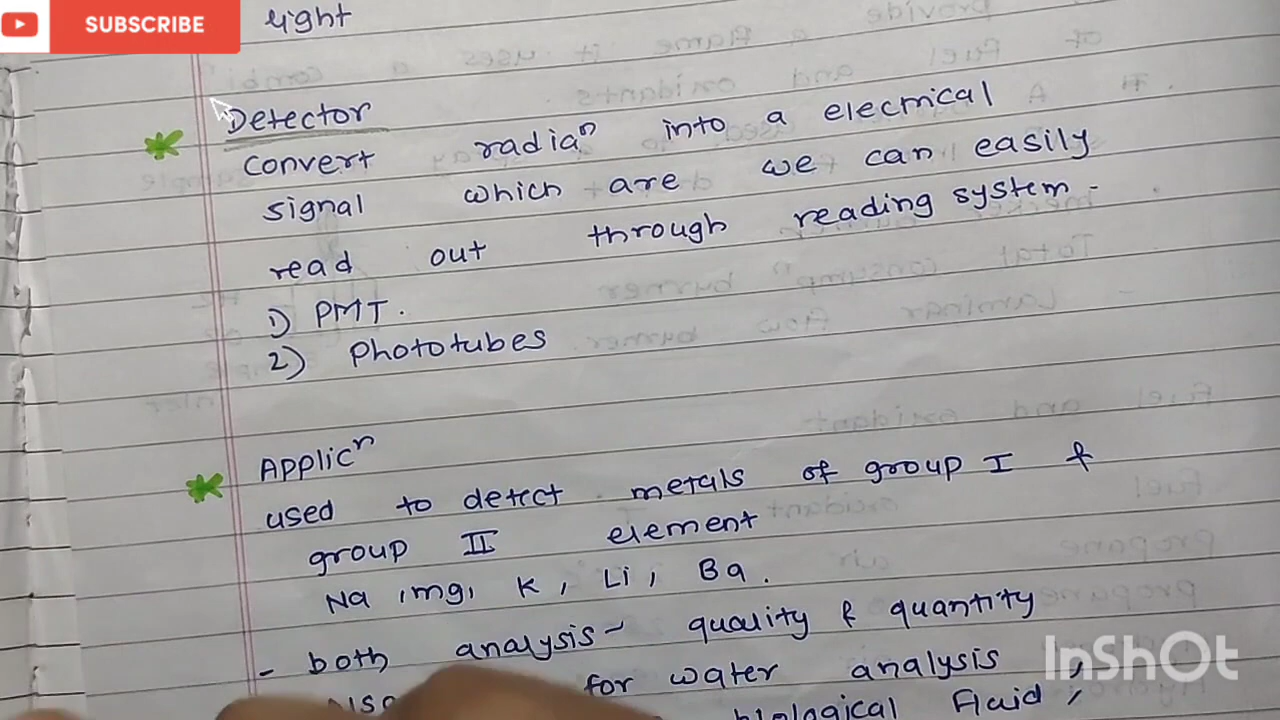 SUBSCRIBE
light
Detector
convert radiaⁿ into a elecrical
signal which are we can easily
read out through reading system -
1) PMT.
2) Phototubes
Applicⁿ
used to detect metals of group I &
group II element
Na, mg, K, Li, Ba.
- both analysis - quality & quantity
for water analysis,
biological Fluid,
InShOt